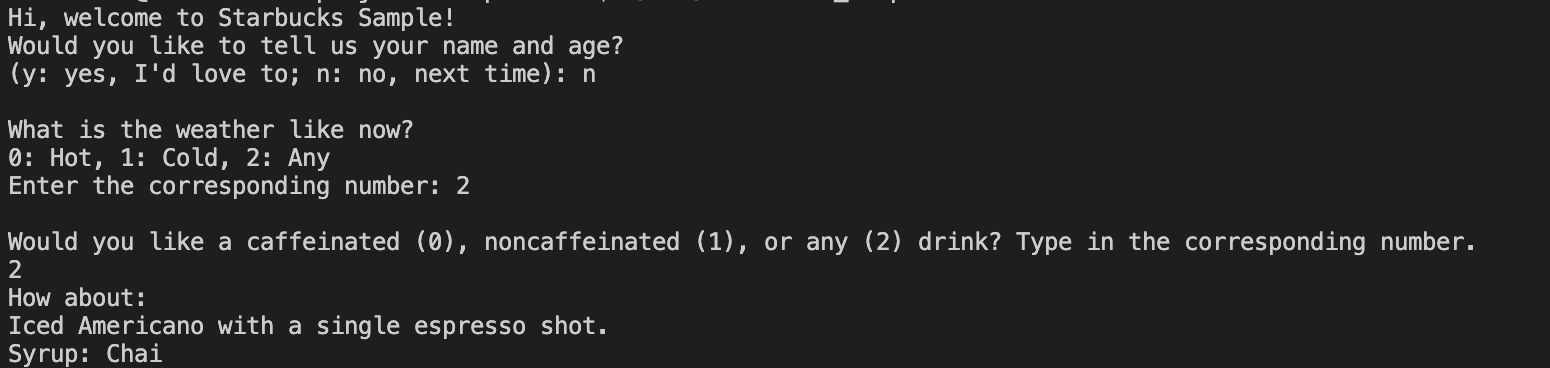 Hi, welcome to Starbucks Sample!
Would you like to tell us your name and age?
(y: yes, I'd love to; n: no, next time): n
What is the weather like now?
0: Hot, 1: Cold, 2: Any
Enter the corresponding number: 2
Would you like a caffeinated (0), noncaffeinated (1), or any (2) drink? Type in the corresponding number.
2
How about:
Iced Americano with a single espresso shot.
Syrup: Chai